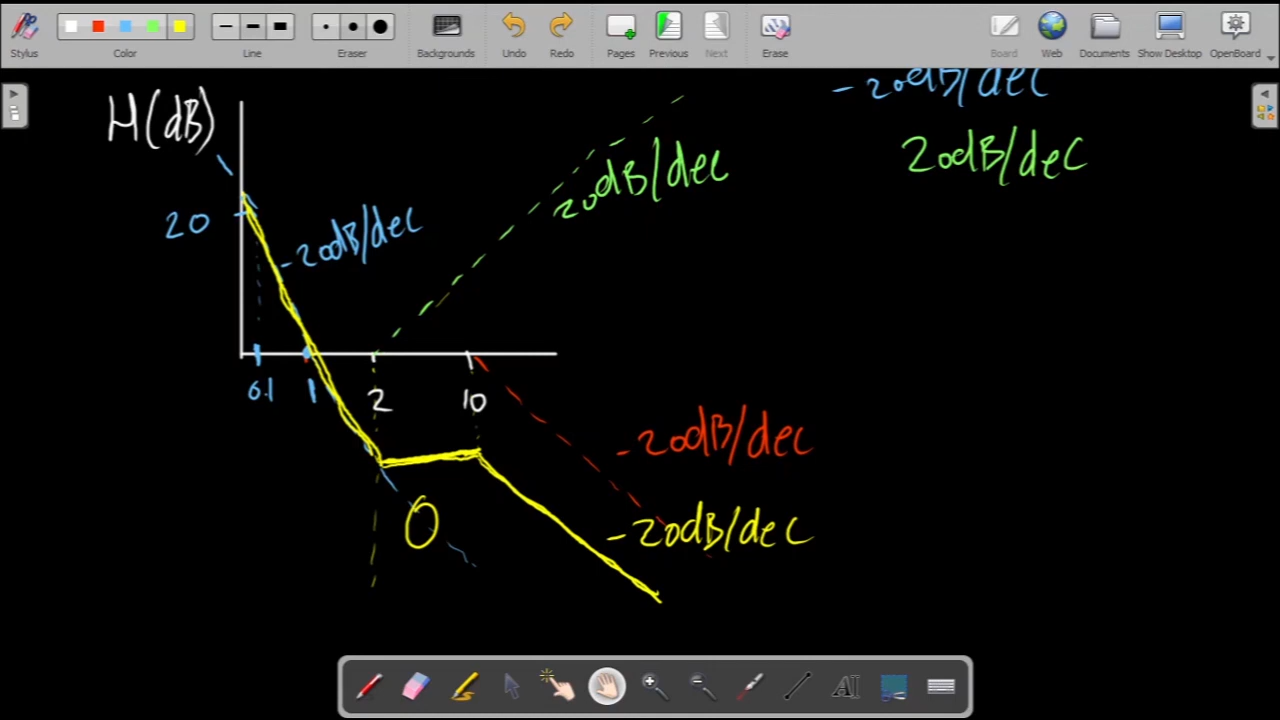 Stylus Color Line Eraser Backgrounds Undo Redo Pages Previous Next Erase Board Web Documents Show Desktop OpenBoard
-20dB/dec
H(dB)
20dB/dec
20dB/dec
20
-20dB/dec
0.1 1 2 10
-20dB/dec
0 -20dB/dec
AI